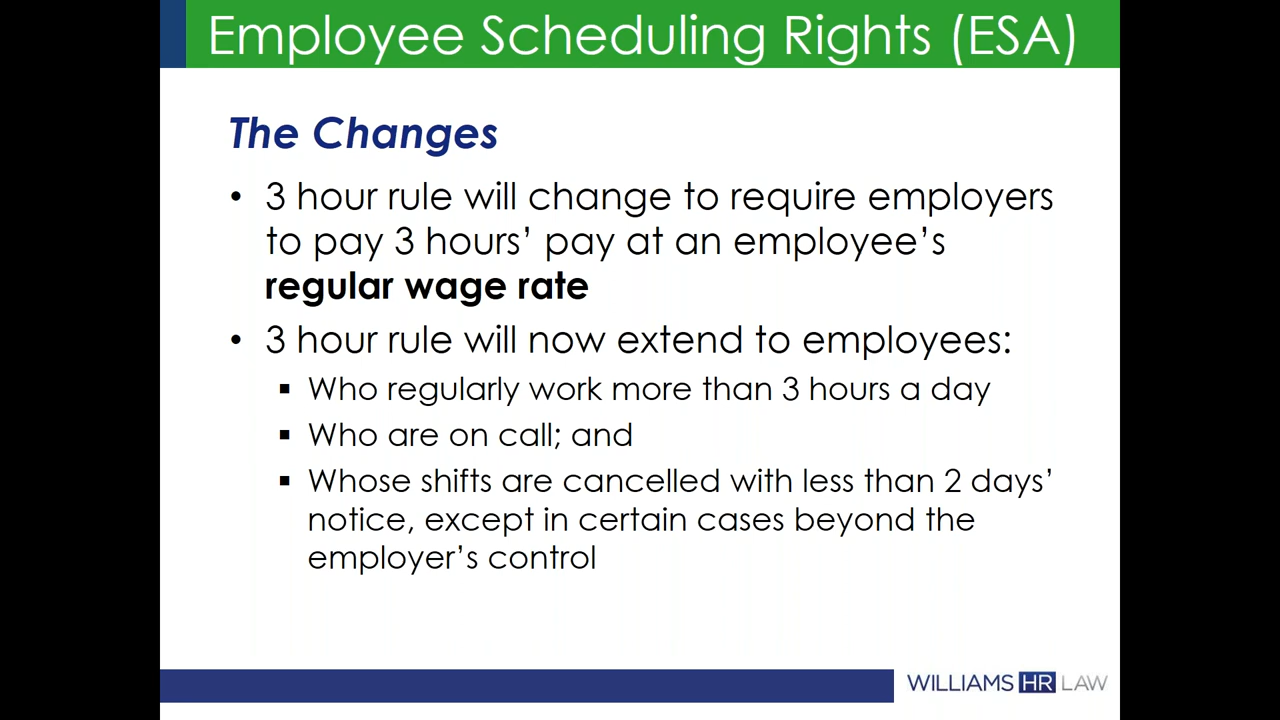 Employee Scheduling Rights (ESA)
The Changes
• 3 hour rule will change to require employers
to pay 3 hours’ pay at an employee’s
regular wage rate
• 3 hour rule will now extend to employees:
▪ Who regularly work more than 3 hours a day
▪ Who are on call; and
▪ Whose shifts are cancelled with less than 2 days’
notice, except in certain cases beyond the
employer’s control
WILLIAMS HR LAW